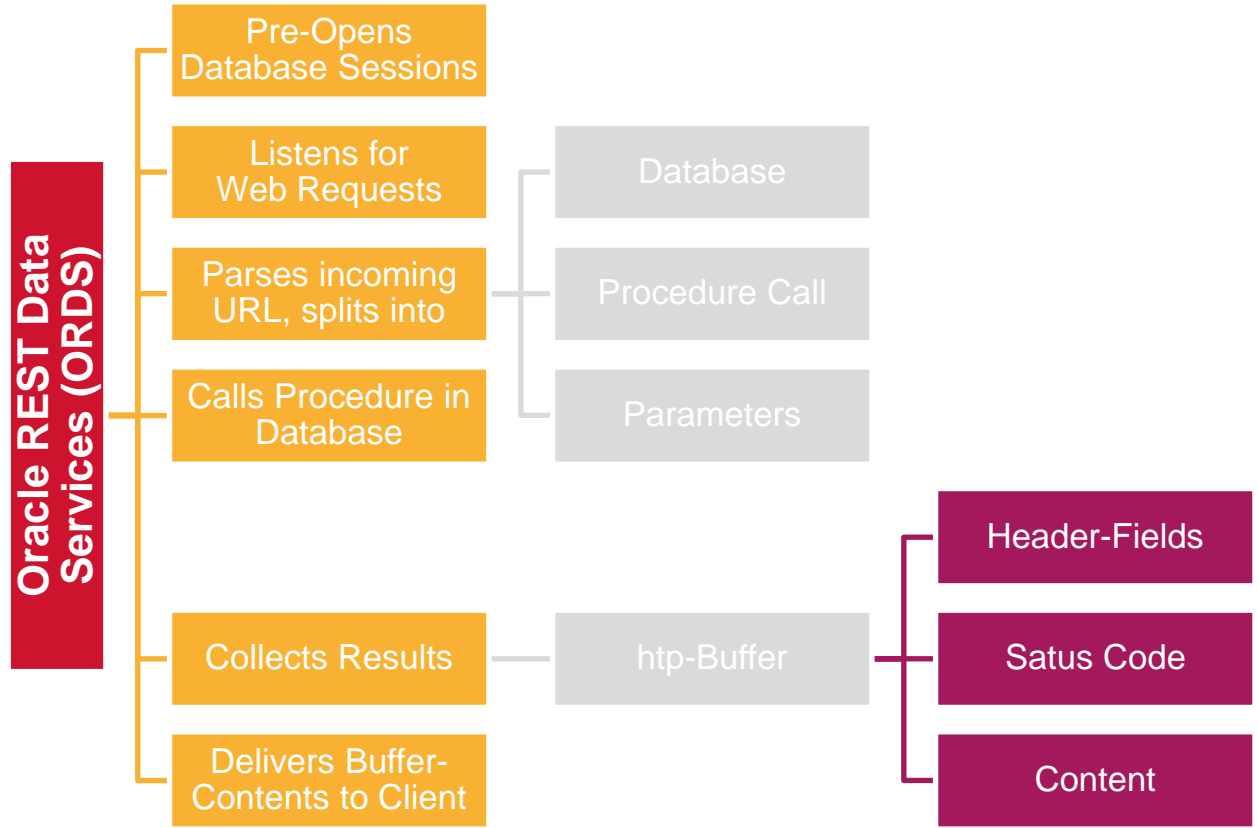 Oracle REST Data
Services (ORDS)
Pre-Opens
Database Sessions
Listens for
Web Requests
Parses incoming
URL, splits into
Database
Procedure Call
Parameters
Calls Procedure in
Database
Collects Results
htp-Buffer
Header-Fields
Satus Code
Content
Delivers Buffer-
Contents to Client